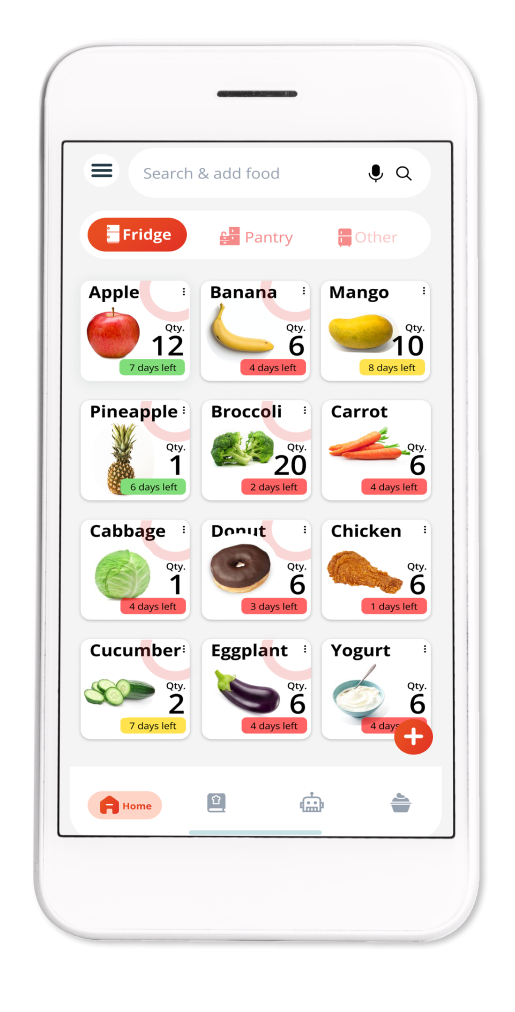 Search & add food
Fridge
Pantry
Other
Apple
Qty.
12
7 days left
Banana
Qty.
6
4 days left
Mango
Qty.
10
8 days left
Pineapple
Qty.
1
6 days left
Broccoli
Qty.
20
2 days left
Carrot
Qty.
6
4 days left
Cabbage
Qty.
1
4 days left
Donut
Qty.
6
3 days left
Chicken
Qty.
6
1 days left
Cucumber
Qty.
2
7 days left
Eggplant
Qty.
6
4 days left
Yogurt
Qty.
6
4 days
Home